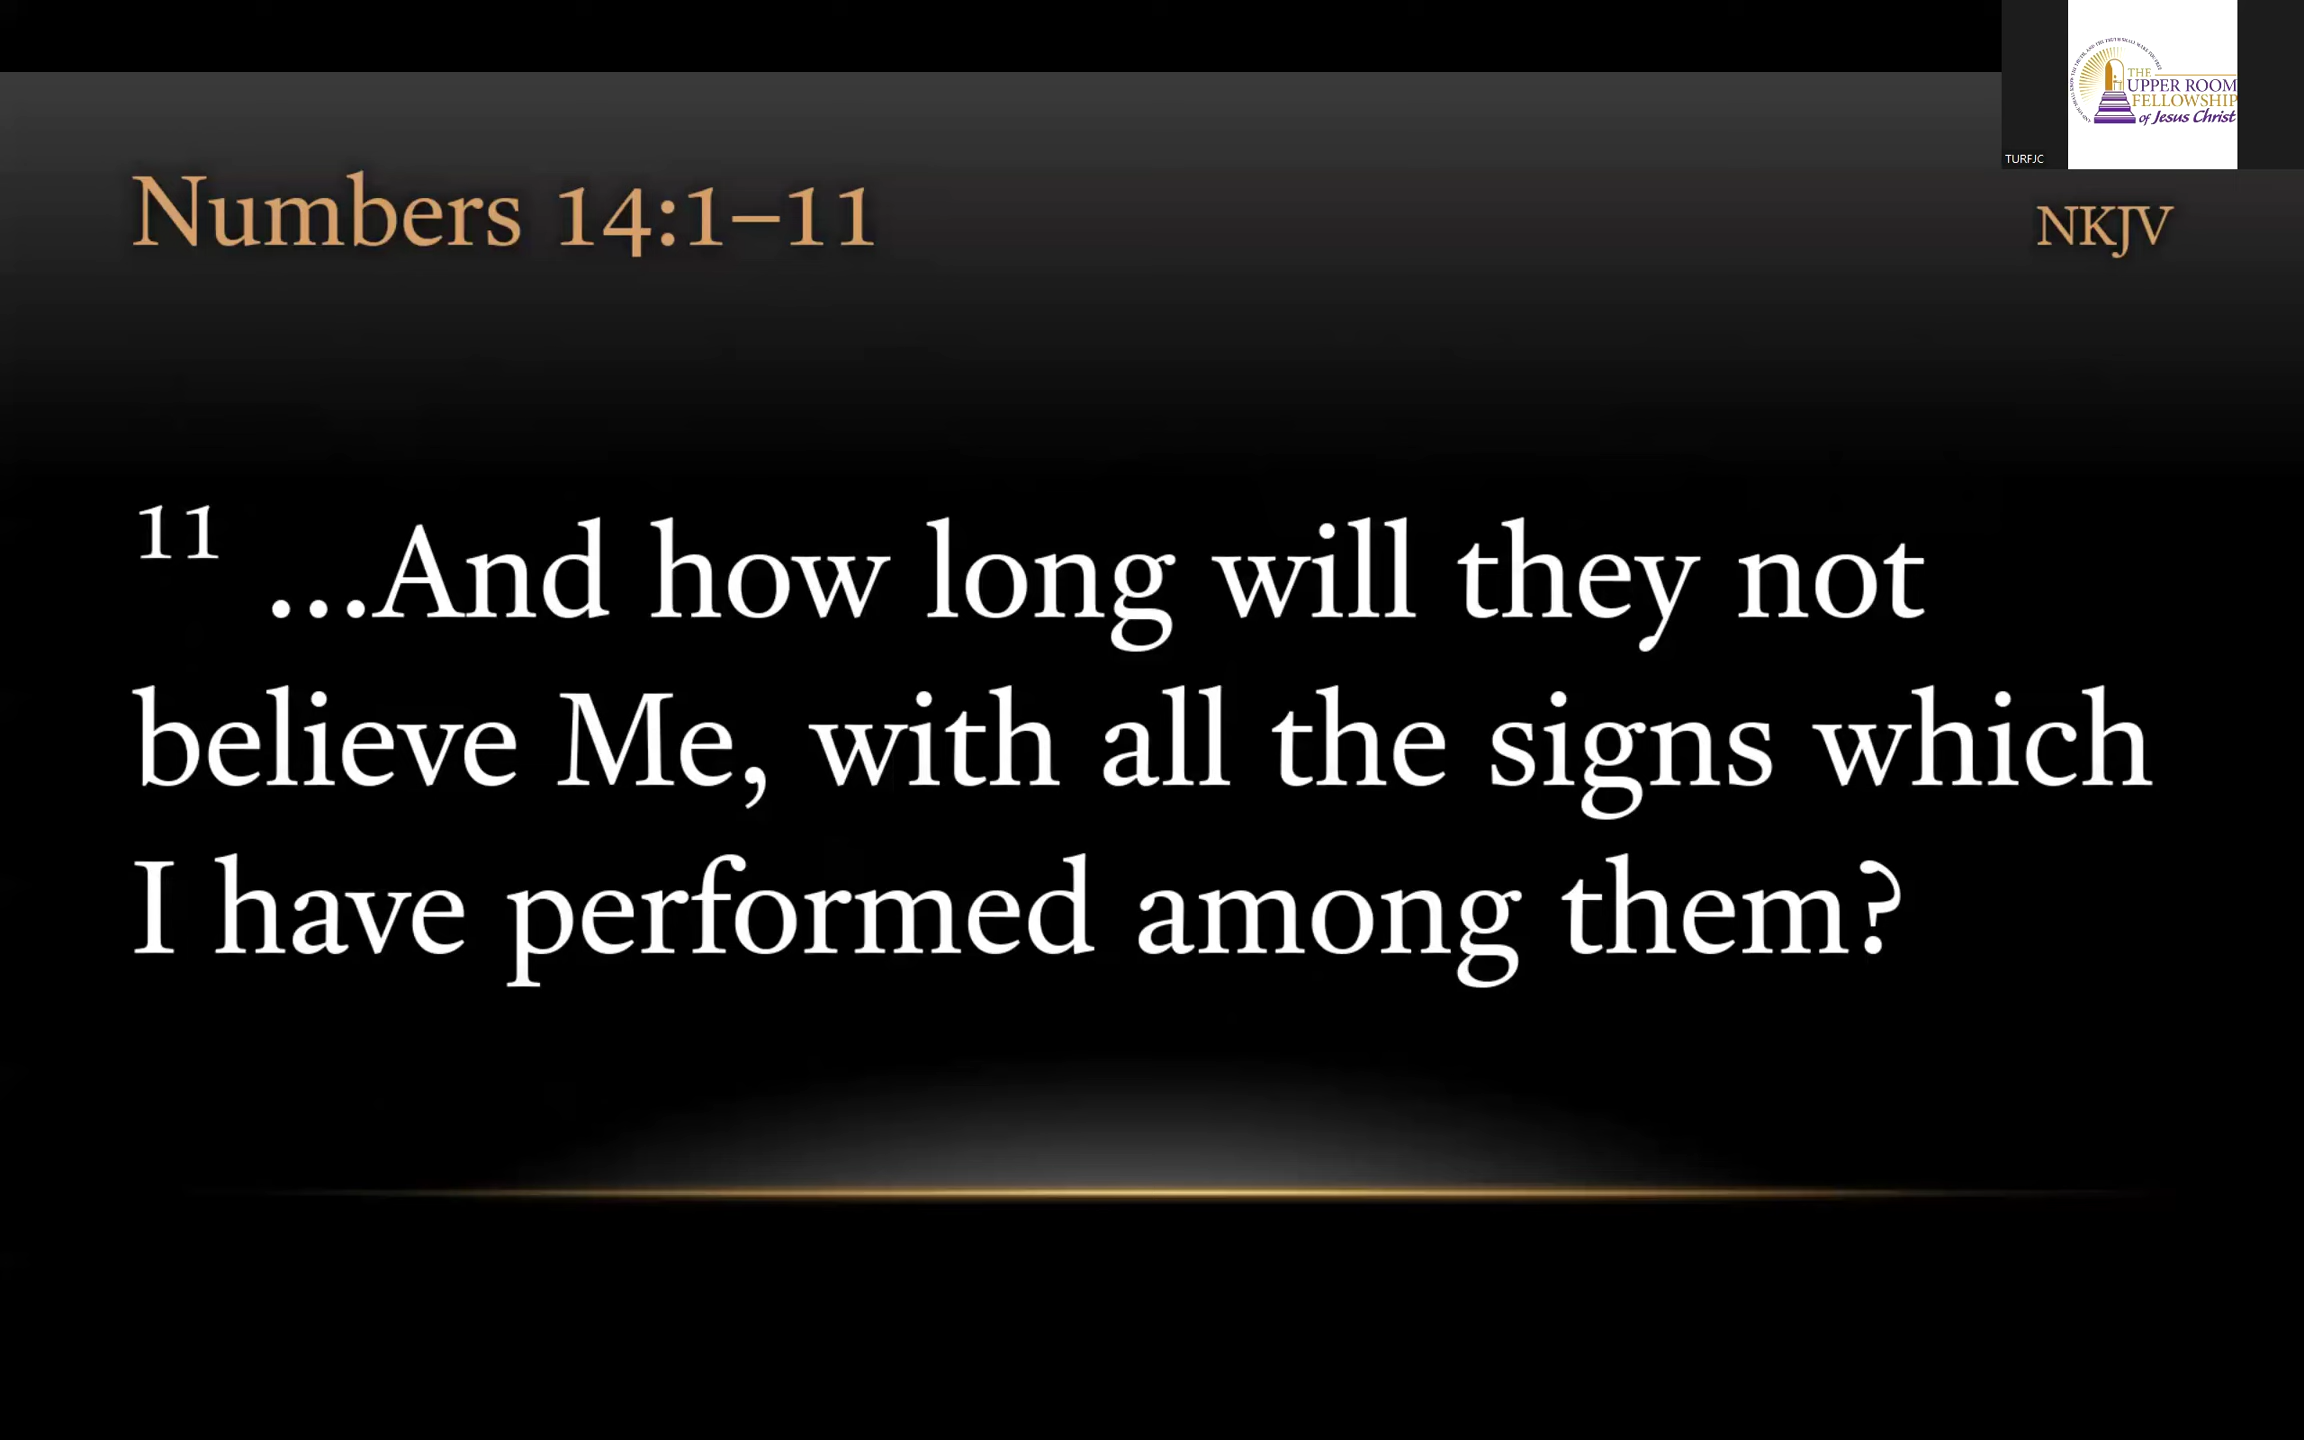 THE
UPPER ROOM
FELLOWSHIP
of Jesus Christ
TURFJC
Numbers 14:1–11
NKJV
11 ...And how long will they not
believe Me, with all the signs which
I have performed among them?